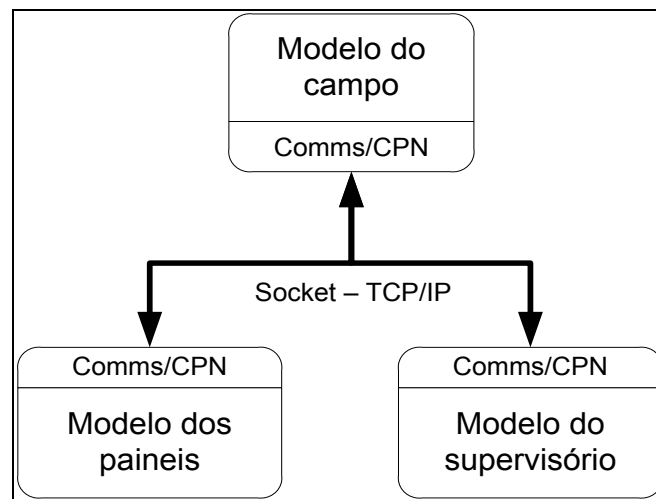 Modelo do
campo
Comms/CPN
Socket – TCP/IP
Comms/CPN
Modelo dos
paineis
Comms/CPN
Modelo do
supervisório